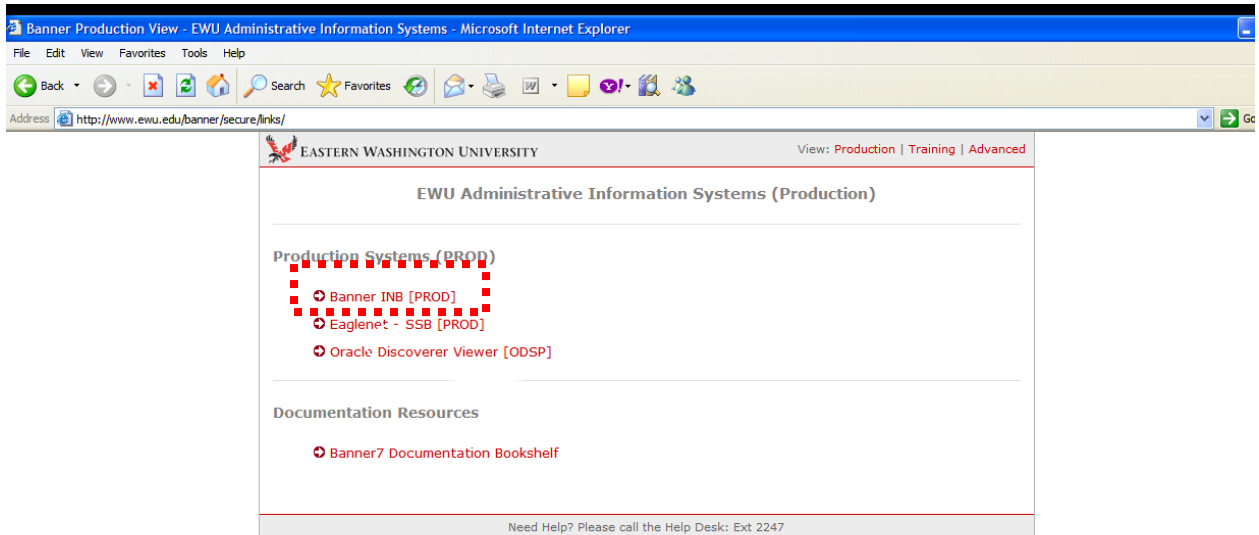 Banner Production View - EWU Administrative Information Systems - Microsoft Internet Explorer
File Edit View Favorites Tools Help
Back Search Favorites
Address http://www.ewu.edu/banner/secure/links/ Go
EASTERN WASHINGTON UNIVERSITY View: Production | Training | Advanced
EWU Administrative Information Systems (Production)
Production Systems (PROD)
Banner INB [PROD]
Eaglenet - SSB [PROD]
Oracle Discoverer Viewer [ODSP]
Documentation Resources
Banner7 Documentation Bookshelf
Need Help? Please call the Help Desk: Ext 2247